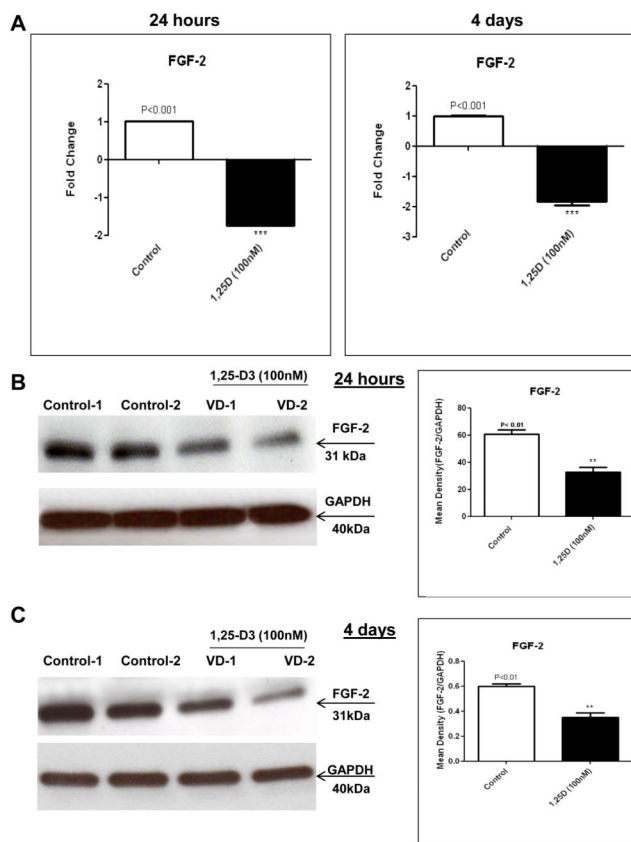 A
24 hours
4 days
FGF-2
Fold Change
2
1
0
-1
-2
P<0.001
***
Control
1,25D (100nM)
FGF-2
Fold Change
2
1
0
-1
-2
-3
P<0.001
***
Control
1,25D (100nM)
B
1,25-D3 (100nM)
24 hours
Control-1 Control-2 VD-1 VD-2
FGF-2
31 kDa
GAPDH
40kDa
FGF-2
Mean Density(FGF-2/GAPDH)
80
60
40
20
0
P< 0.01
**
Control
1,25D (100nM)
C
1,25-D3 (100nM)
4 days
Control-1 Control-2 VD-1 VD-2
FGF-2
31kDa
GAPDH
40kDa
FGF-2
Mean Density (FGF-2/GAPDH)
0.8
0.6
0.4
0.2
0.0
P<0.01
**
Control
1,25D (100nM)